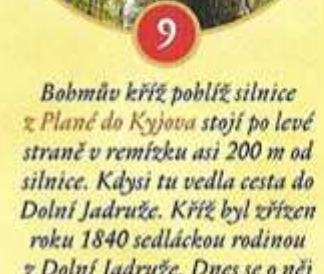 9
Bohmův kříž poblíž silnice
z Plané do Kyjova stojí po levé
straně v remízku asi 200 m od
silnice. Kdysi tu vedla cesta do
Dolní Jadruže. Kříž byl zřízen
roku 1840 sedláckou rodinou
z Dolní Jadruže. Dnes se o něj